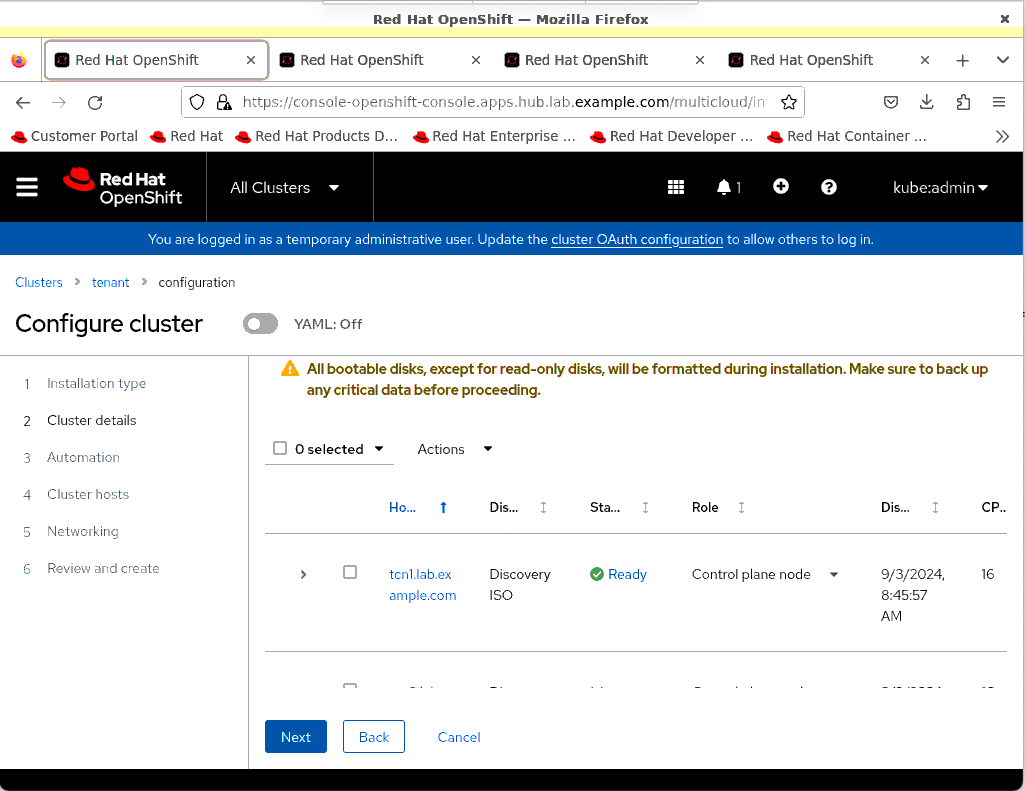 Red Hat OpenShift — Mozilla Firefox
Red Hat OpenShift
Red Hat OpenShift
Red Hat OpenShift
Red Hat OpenShift
https://console-openshift-console.apps.hub.lab.example.com/multicloud/in
Customer Portal
Red Hat
Red Hat Products D…
Red Hat Enterprise …
Red Hat Developer …
Red Hat Container …
Red Hat
OpenShift
All Clusters
1
kube:admin
You are logged in as a temporary administrative user. Update the cluster OAuth configuration to allow others to log in.
Clusters
tenant
configuration
Configure cluster
YAML: Off
1 Installation type
2 Cluster details
3 Automation
4 Cluster hosts
5 Networking
6 Review and create
All bootable disks, except for read-only disks, will be formatted during installation. Make sure to back up
any critical data before proceeding.
0 selected
Actions
Ho...
Dis...
Sta...
Role
Dis...
CP..
tcn1.lab.ex
ample.com
Discovery
ISO
Ready
Control plane node
9/3/2024,
8:45:57
AM
16
Next
Back
Cancel